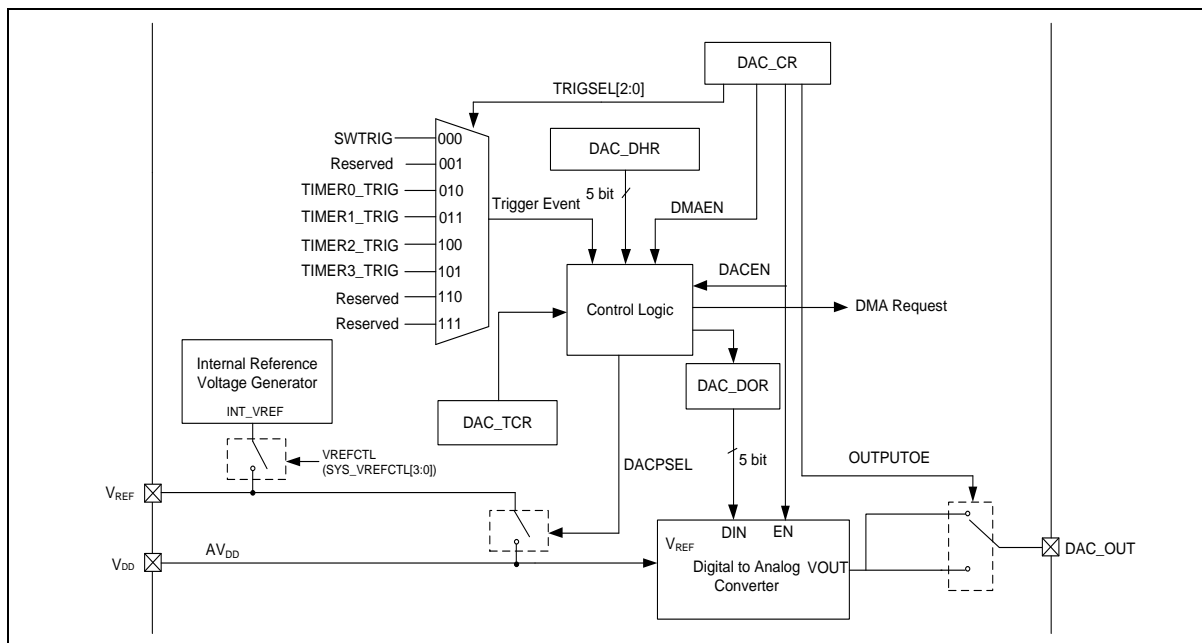 DAC_CR
TRIGSEL[2:0]
SWTRIG 000
Reserved 001
TIMER0_TRIG 010
TIMER1_TRIG 011
TIMER2_TRIG 100
TIMER3_TRIG 101
Reserved 110
Reserved 111
DAC_DHR
5 bit
Trigger Event
DMAEN
DACEN
Control Logic
DMA Request
Internal Reference
Voltage Generator
INT_VREF
DAC_TCR
DAC_DOR
VREFCTL
(SYS_VREFCTL[3:0])
DACPSEL
5 bit
OUTPUTOE
VREF
VDD
AVDD
VREF
DIN
EN
Digital to Analog
Converter
VOUT
DAC_OUT